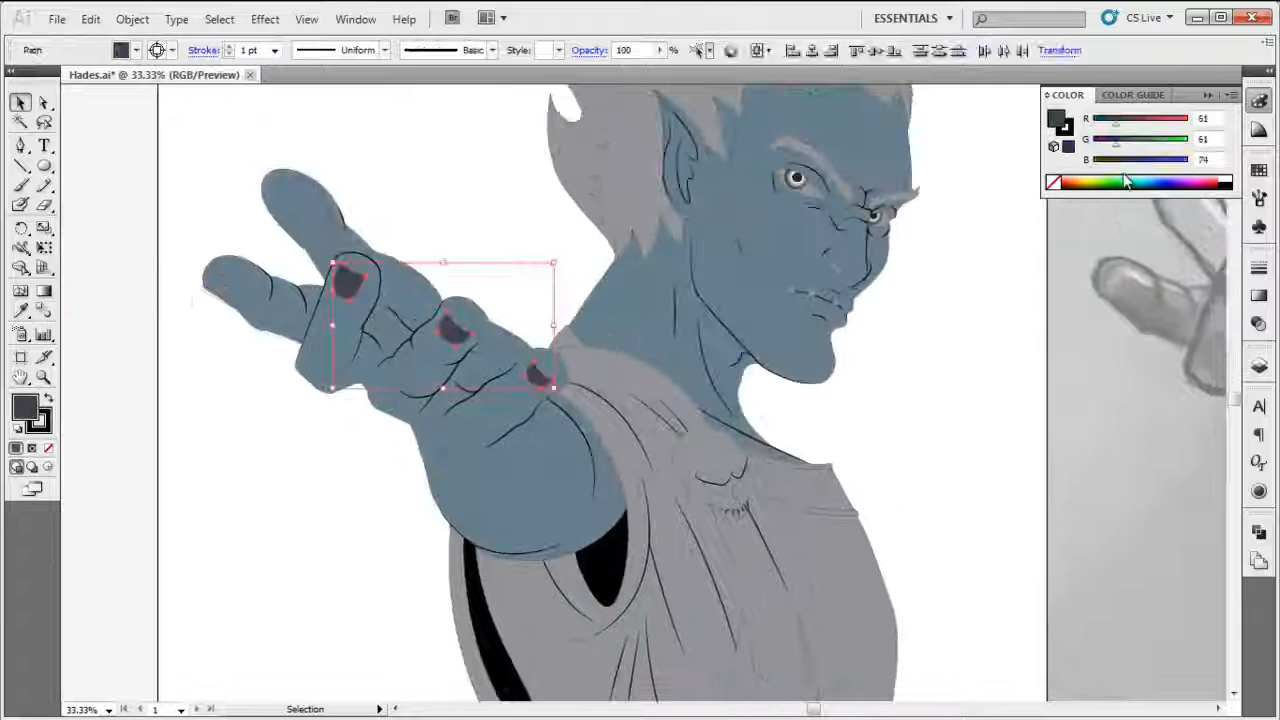 Ai File Edit Object Type Select Effect View Window Help Br ESSENTIALS CS Live
Path Stroke: 1 pt Uniform Basic Style: Opacity: 100 % Transform
Hades.ai* @ 33.33% (RGB/Preview)
COLOR COLOR GUIDE
R 61
G 61
B 74
33.33% 1 Selection